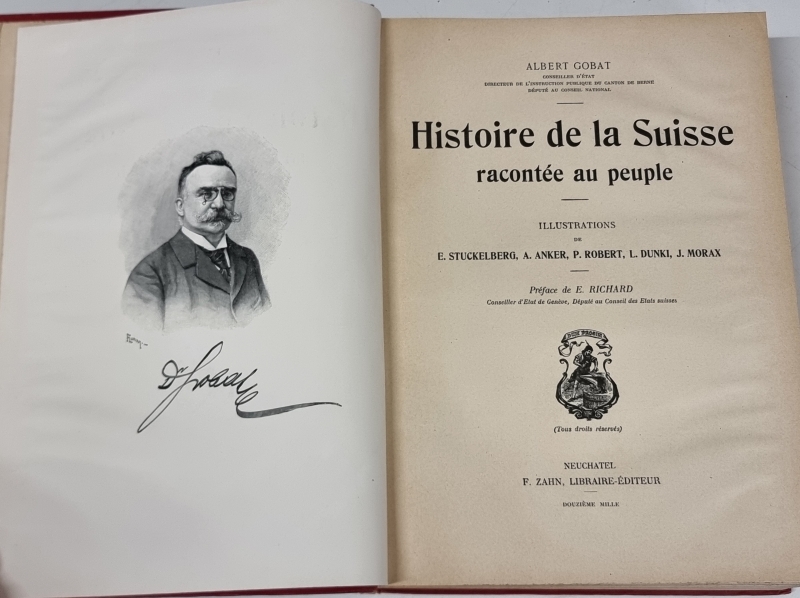 Dr Gobat
ALBERT GOBAT
CONSEILLER D'ÉTAT
DIRECTEUR DE L'INSTRUCTION PUBLIQUE DU CANTON DE BERNE
DÉPUTÉ AU CONSEIL NATIONAL
Histoire de la Suisse
racontée au peuple
ILLUSTRATIONS
DE
E. STUCKELBERG, A. ANKER, P. ROBERT, L. DUNKI, J. MORAX
Préface de E. RICHARD
Conseiller d'Etat de Genève, Député au Conseil des Etats suisses
(Tous droits réservés)
NEUCHATEL
F. ZAHN, LIBRAIRE-ÉDITEUR
DOUZIÈME MILLE